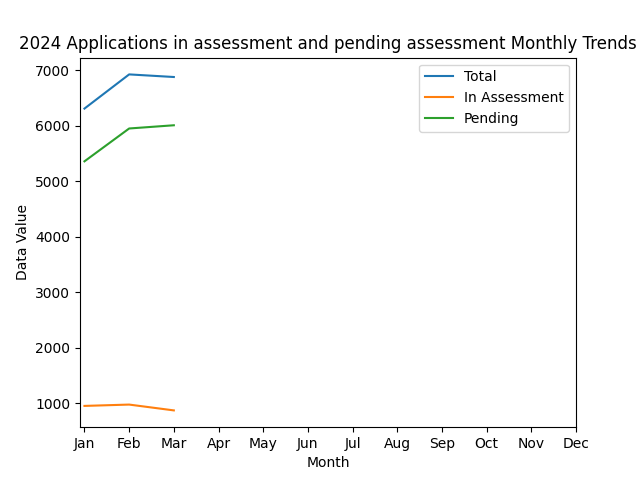 2024 Applications in assessment and pending assessment Monthly Trends
Total
In Assessment
Pending
7000
6000
5000
4000
3000
2000
1000
Data Value
Jan Feb Mar Apr May Jun Jul Aug Sep Oct Nov Dec
Month